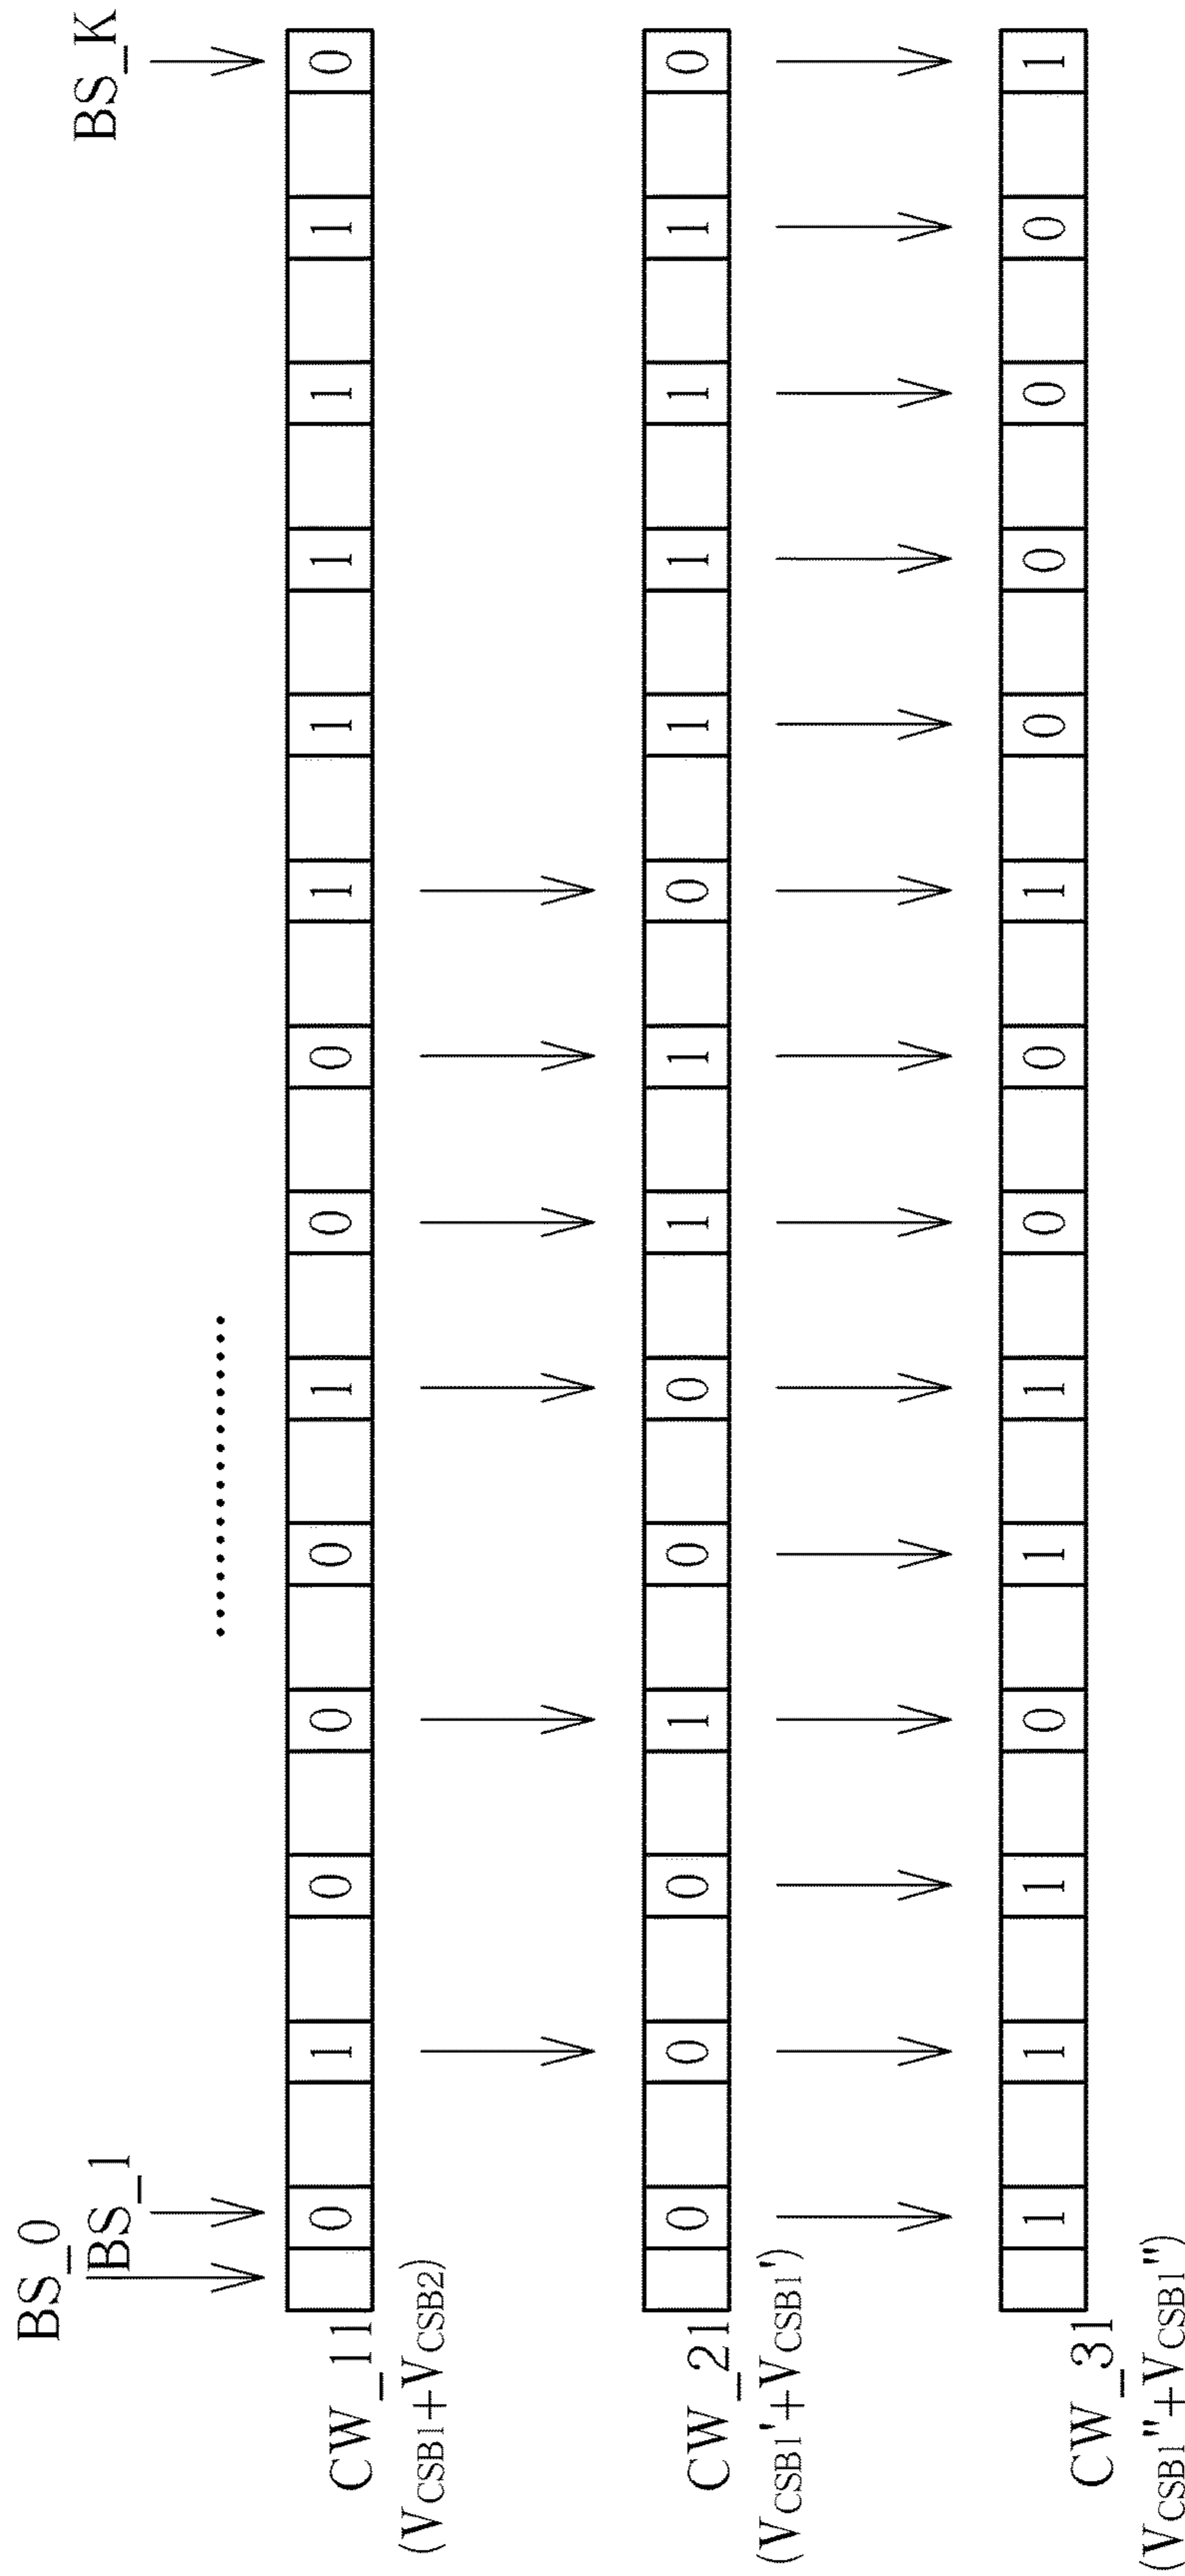 BS_0
BS_1 BS_K
..................
CW_11 0 1 0 0 0 1 0 0 1 1 1 1 1 0
(VCSB1+VCSB2)
CW_21 0 0 0 1 0 0 1 1 0 1 1 1 1 0
(VCSB1'+VCSB1')
CW_31 1 1 1 0 1 1 0 0 1 0 0 0 0 1
(VCSB1"+VCSB1")